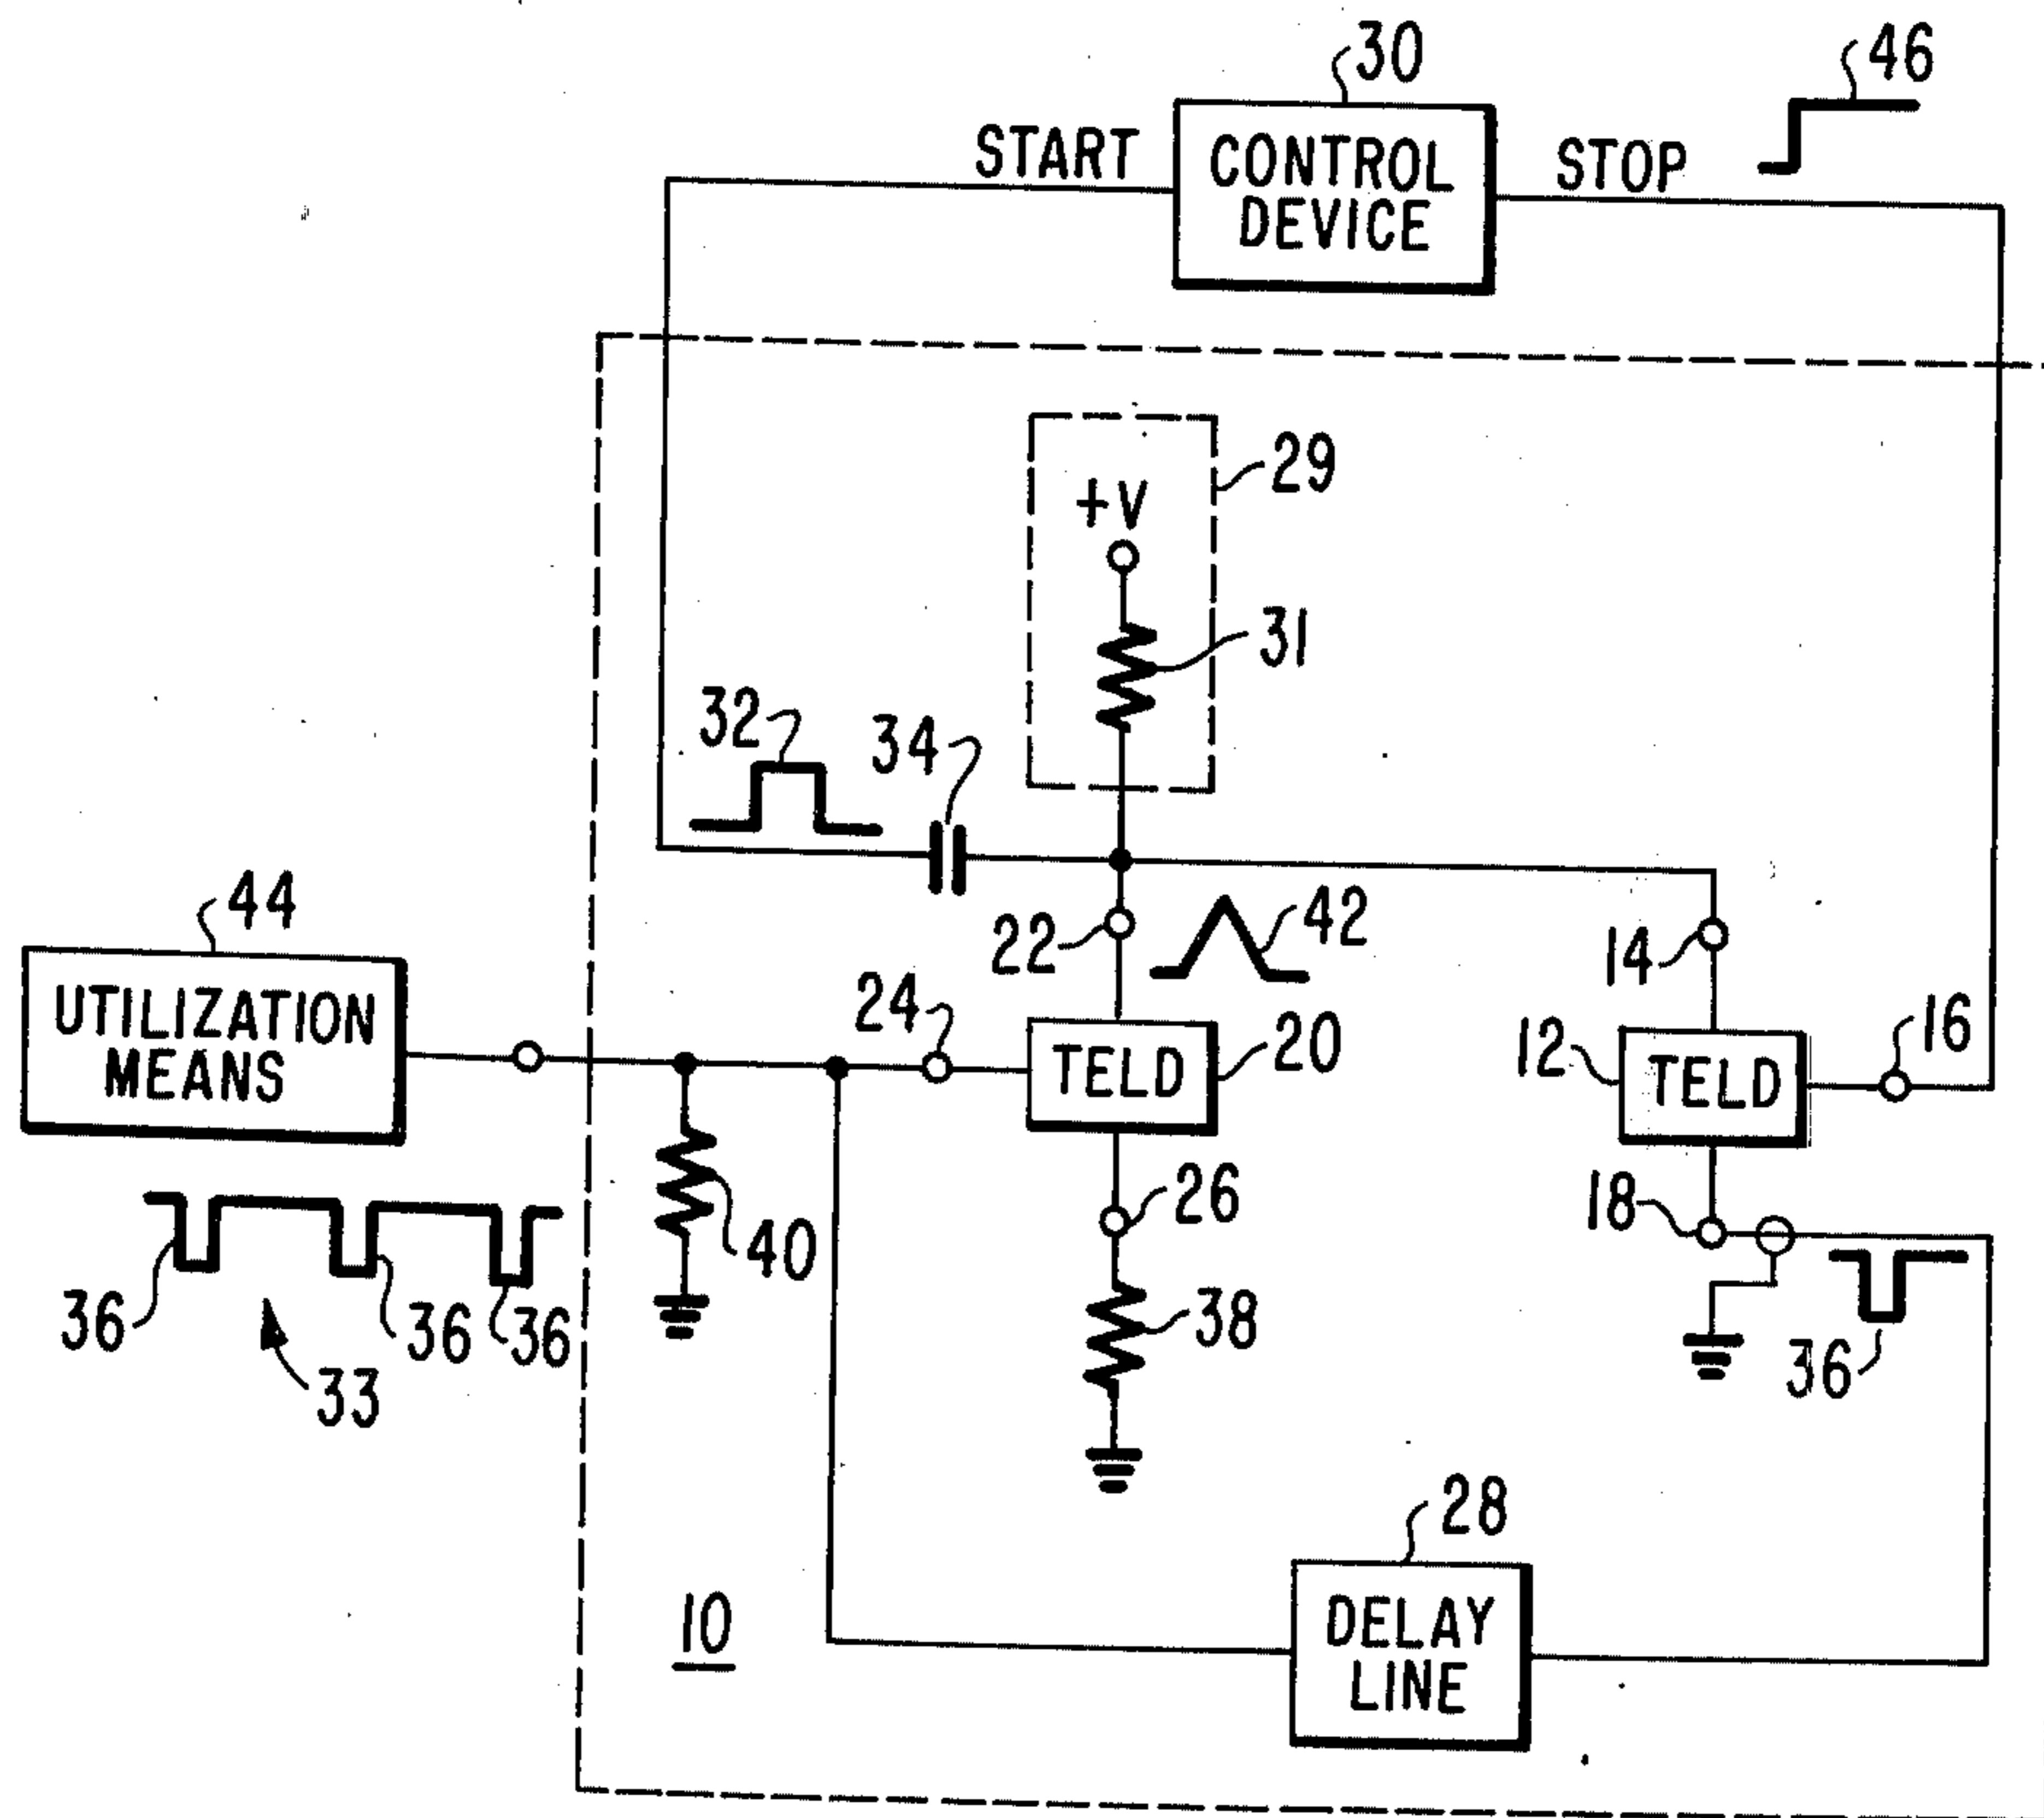 30
46
START
CONTROL
DEVICE
STOP
29
+V
31
32
34
44
22
42
14
24
16
UTILIZATION
MEANS
TELD
20
12
TELD
26
18
40
36
36
36
38
36
33
28
10
DELAY
LINE